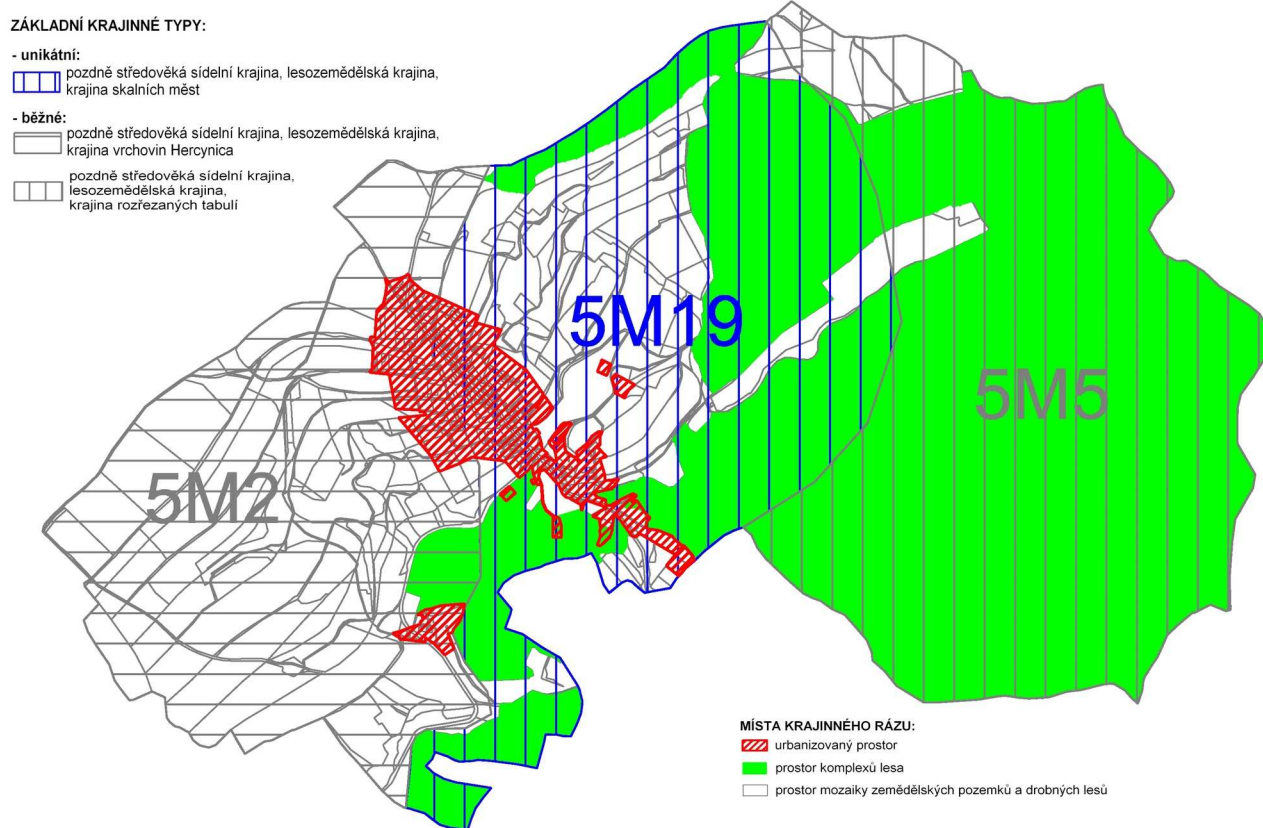 ZÁKLADNÍ KRAJINNÉ TYPY:
- unikátní:
pozdně středověká sídelní krajina, lesozemědělská krajina,
krajina skalních měst
- běžné:
pozdně středověká sídelní krajina, lesozemědělská krajina,
krajina vrchovin Hercynica
pozdně středověká sídelní krajina,
lesozemědělská krajina,
krajina rozřezaných tabulí
5M19
5M5
5M2
MÍSTA KRAJINNÉHO RÁZU:
urbanizovaný prostor
prostor komplexů lesa
prostor mozaiky zemědělských pozemků a drobných lesů